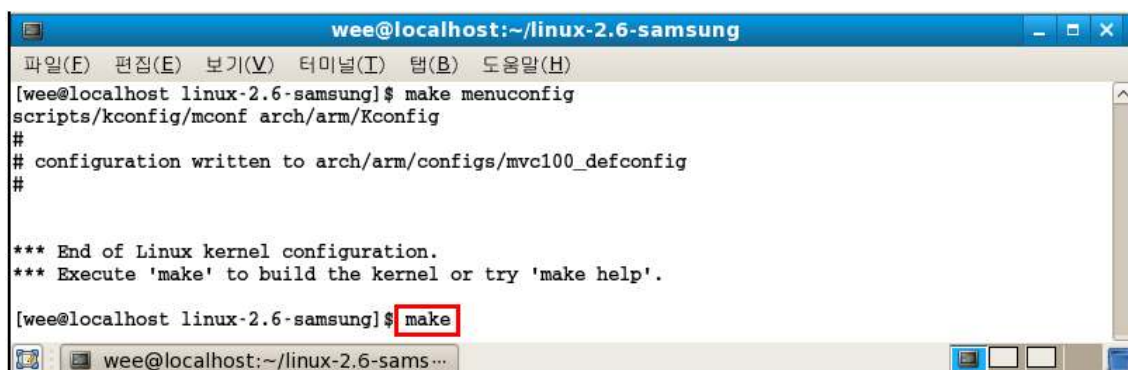 wee@localhost:~/linux-2.6-samsung
파일(F) 편집(E) 보기(V) 터미널(T) 탭(B) 도움말(H)
[wee@localhost linux-2.6-samsung]$ make menuconfig
scripts/kconfig/mconf arch/arm/Kconfig
#
# configuration written to arch/arm/configs/mvc100_defconfig
#
*** End of Linux kernel configuration.
*** Execute 'make' to build the kernel or try 'make help'.
[wee@localhost linux-2.6-samsung]$ make
wee@localhost:~/linux-2.6-sams···